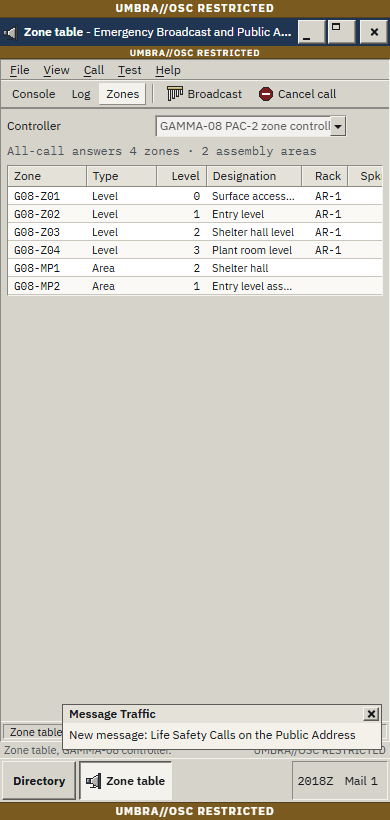 UMBRA//OSC RESTRICTED
Zone table - Emergency Broadcast and Public A...
UMBRA//OSC RESTRICTED
File View Call Test Help
Console Log Zones Broadcast Cancel call
Controller GAMMA-08 PAC-2 zone controll
All-call answers 4 zones · 2 assembly areas
Zone Type Level Designation Rack Spk
G08-Z01 Level 0 Surface access... AR-1
G08-Z02 Level 1 Entry level AR-1
G08-Z03 Level 2 Shelter hall level AR-1
G08-Z04 Level 3 Plant room level AR-1
G08-MP1 Area 2 Shelter hall
G08-MP2 Area 1 Entry level ass...
Message Traffic
Zone table
New message: Life Safety Calls on the Public Address
Zone table, GAMMA-08 controller. UMBRA//OSC RESTRICTED
Directory Zone table 2018Z Mail 1
UMBRA//OSC RESTRICTED